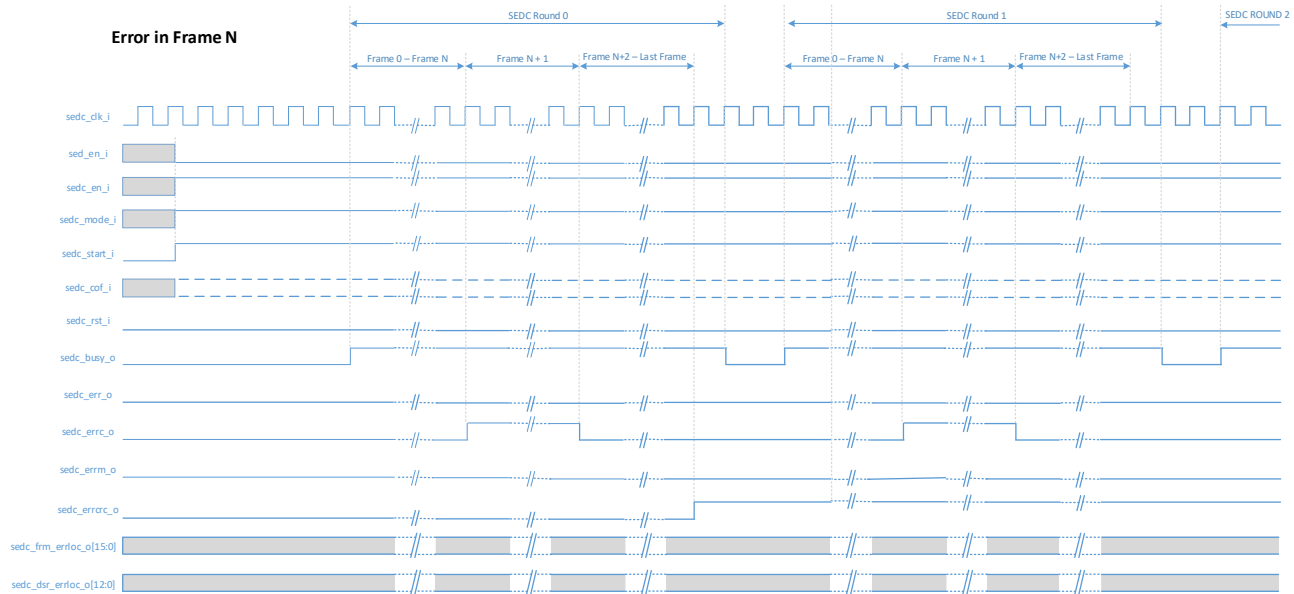 SEDC Round 0
SEDC Round 1
SEDC ROUND 2
Error in Frame N
Frame 0 – Frame N
Frame N + 1
Frame N+2 – Last Frame
Frame 0 – Frame N
Frame N + 1
Frame N+2 – Last Frame
sedc_clk_i
sed_en_i
sedc_en_i
sedc_mode_i
sedc_start_i
sedc_cof_i
sedc_rst_i
sedc_busy_o
sedc_err_o
sedc_errc_o
sedc_errm_o
sedc_errcrc_o
sedc_frm_errloc_o[15:0]
sedc_dsr_errloc_o[12:0]